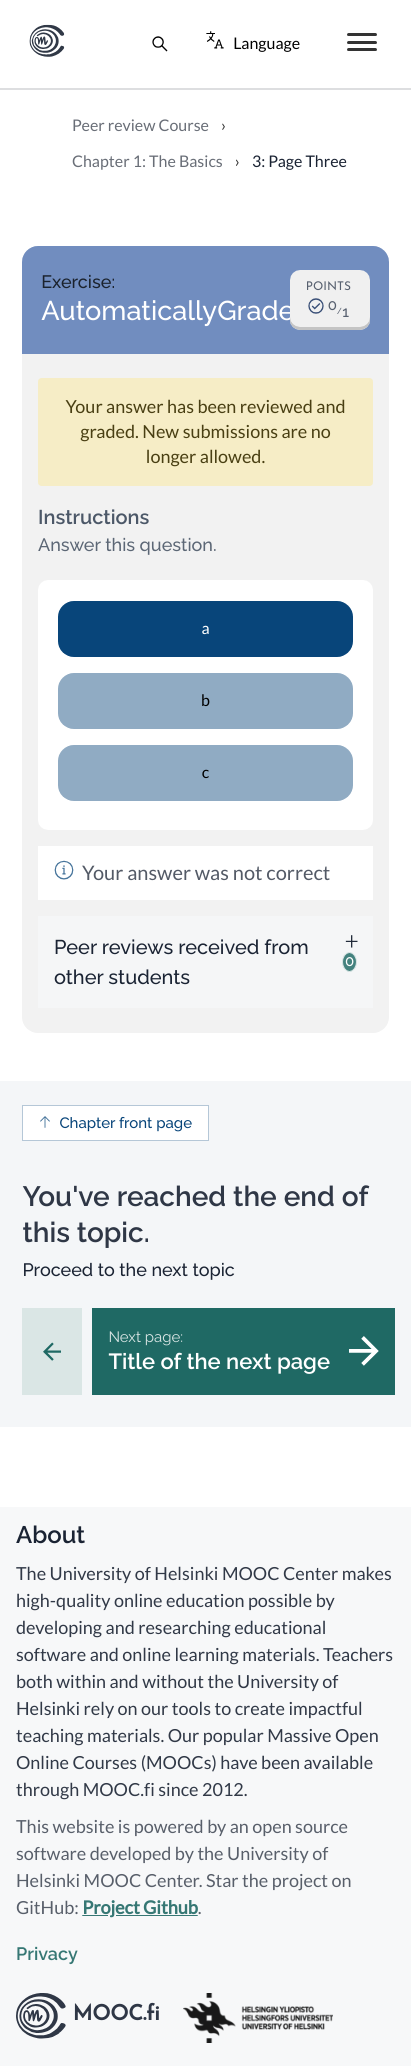 Language
Peer review Course ›
Chapter 1: The Basics › 3: Page Three
Exercise:
AutomaticallyGrade
POINTS
0/1
Your answer has been reviewed and
graded. New submissions are no
longer allowed.
Instructions
Answer this question.
a
b
c
Your answer was not correct
Peer reviews received from
other students
+
0
Chapter front page
You've reached the end of
this topic.
Proceed to the next topic
Next page:
Title of the next page
About
The University of Helsinki MOOC Center makes
high-quality online education possible by
developing and researching educational
software and online learning materials. Teachers
both within and without the University of
Helsinki rely on our tools to create impactful
teaching materials. Our popular Massive Open
Online Courses (MOOCs) have been available
through MOOC.fi since 2012.
This website is powered by an open source
software developed by the University of
Helsinki MOOC Center. Star the project on
GitHub: Project Github.
Privacy
MOOC.fi
HELSINGIN YLIOPISTO
HELSINGFORS UNIVERSITET
UNIVERSITY OF HELSINKI